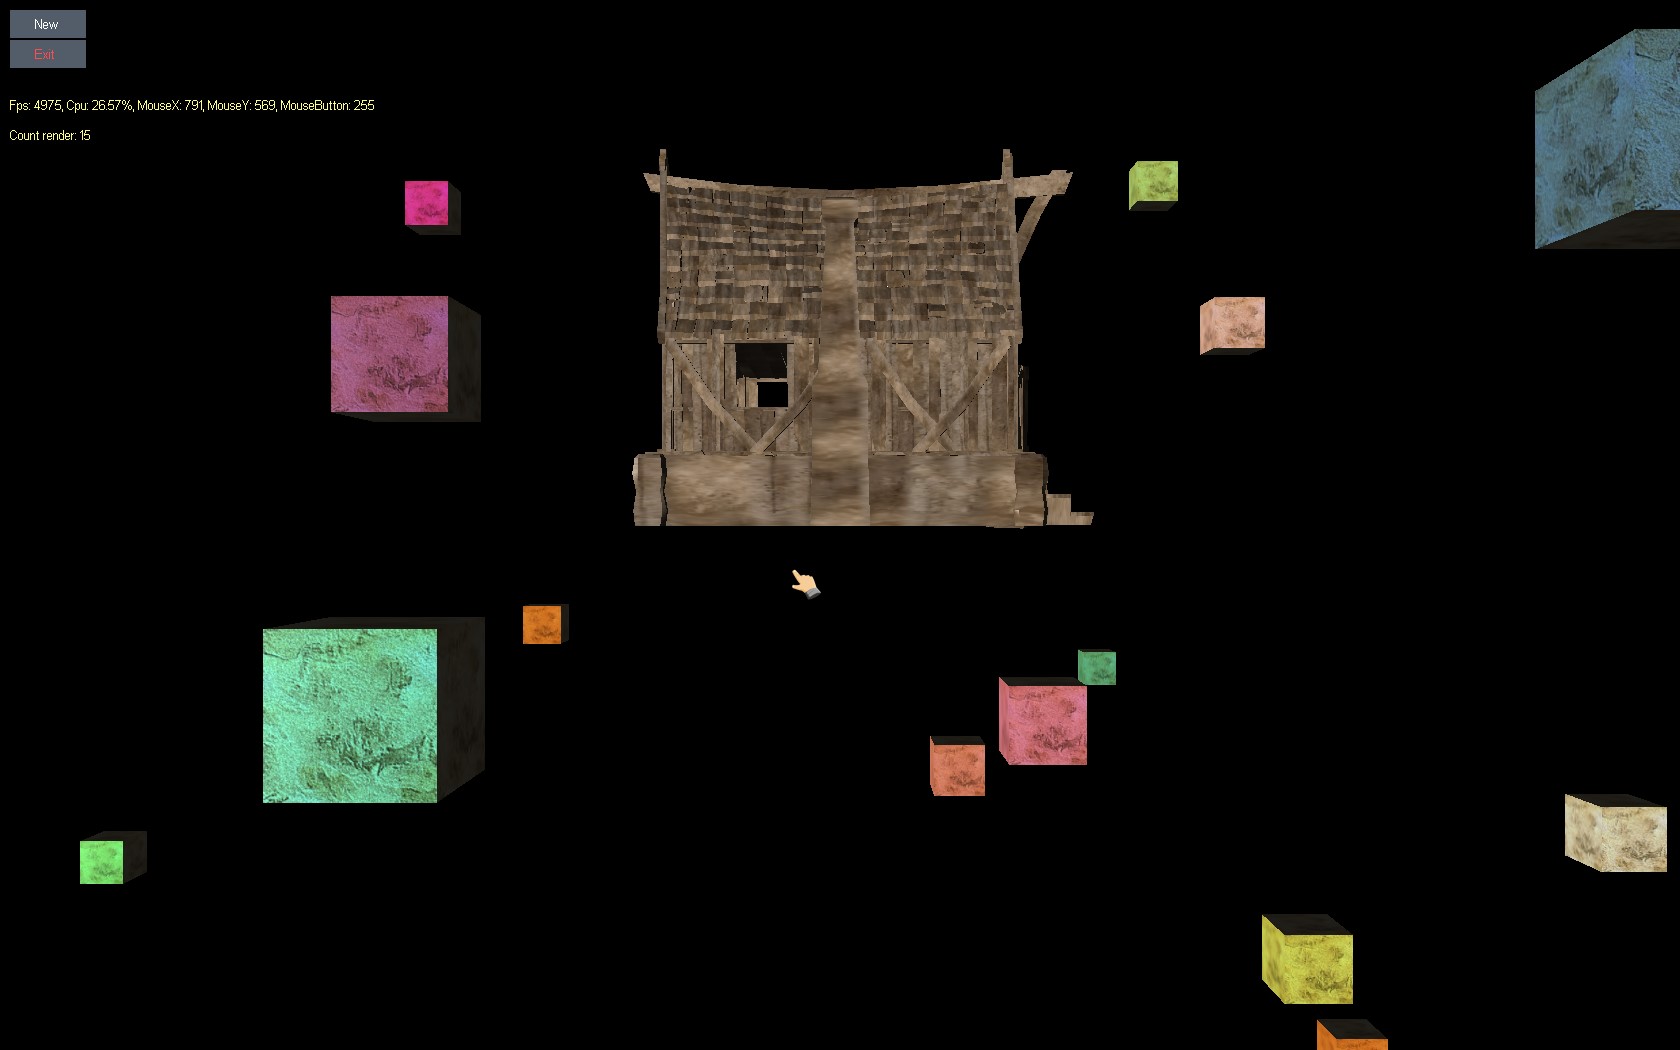 New
Exit
Fps: 4975, Cpu: 26.57%, MouseX: 791, MouseY: 569, MouseButton: 255
Count render: 15